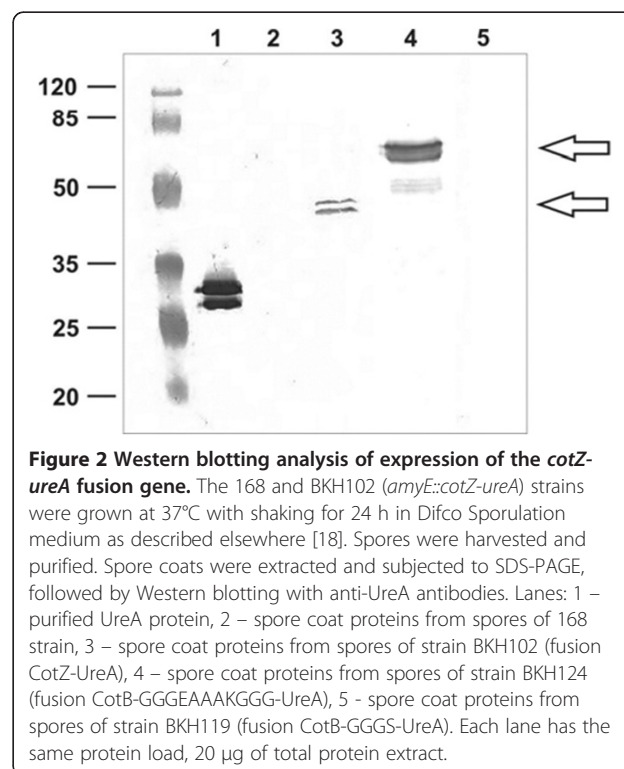 1 2 3 4 5
120
85
50
35
25
20
Figure 2 Western blotting analysis of expression of the cotZ-
ureA fusion gene. The 168 and BKH102 (amyE::cotZ-ureA) strains
were grown at 37°C with shaking for 24 h in Difco Sporulation
medium as described elsewhere [18]. Spores were harvested and
purified. Spore coats were extracted and subjected to SDS-PAGE,
followed by Western blotting with anti-UreA antibodies. Lanes: 1 –
purified UreA protein, 2 – spore coat proteins from spores of 168
strain, 3 – spore coat proteins from spores of strain BKH102 (fusion
CotZ-UreA), 4 – spore coat proteins from spores of strain BKH124
(fusion CotB-GGGEAAAKGGG-UreA), 5 - spore coat proteins from
spores of strain BKH119 (fusion CotB-GGGS-UreA). Each lane has the
same protein load, 20 μg of total protein extract.